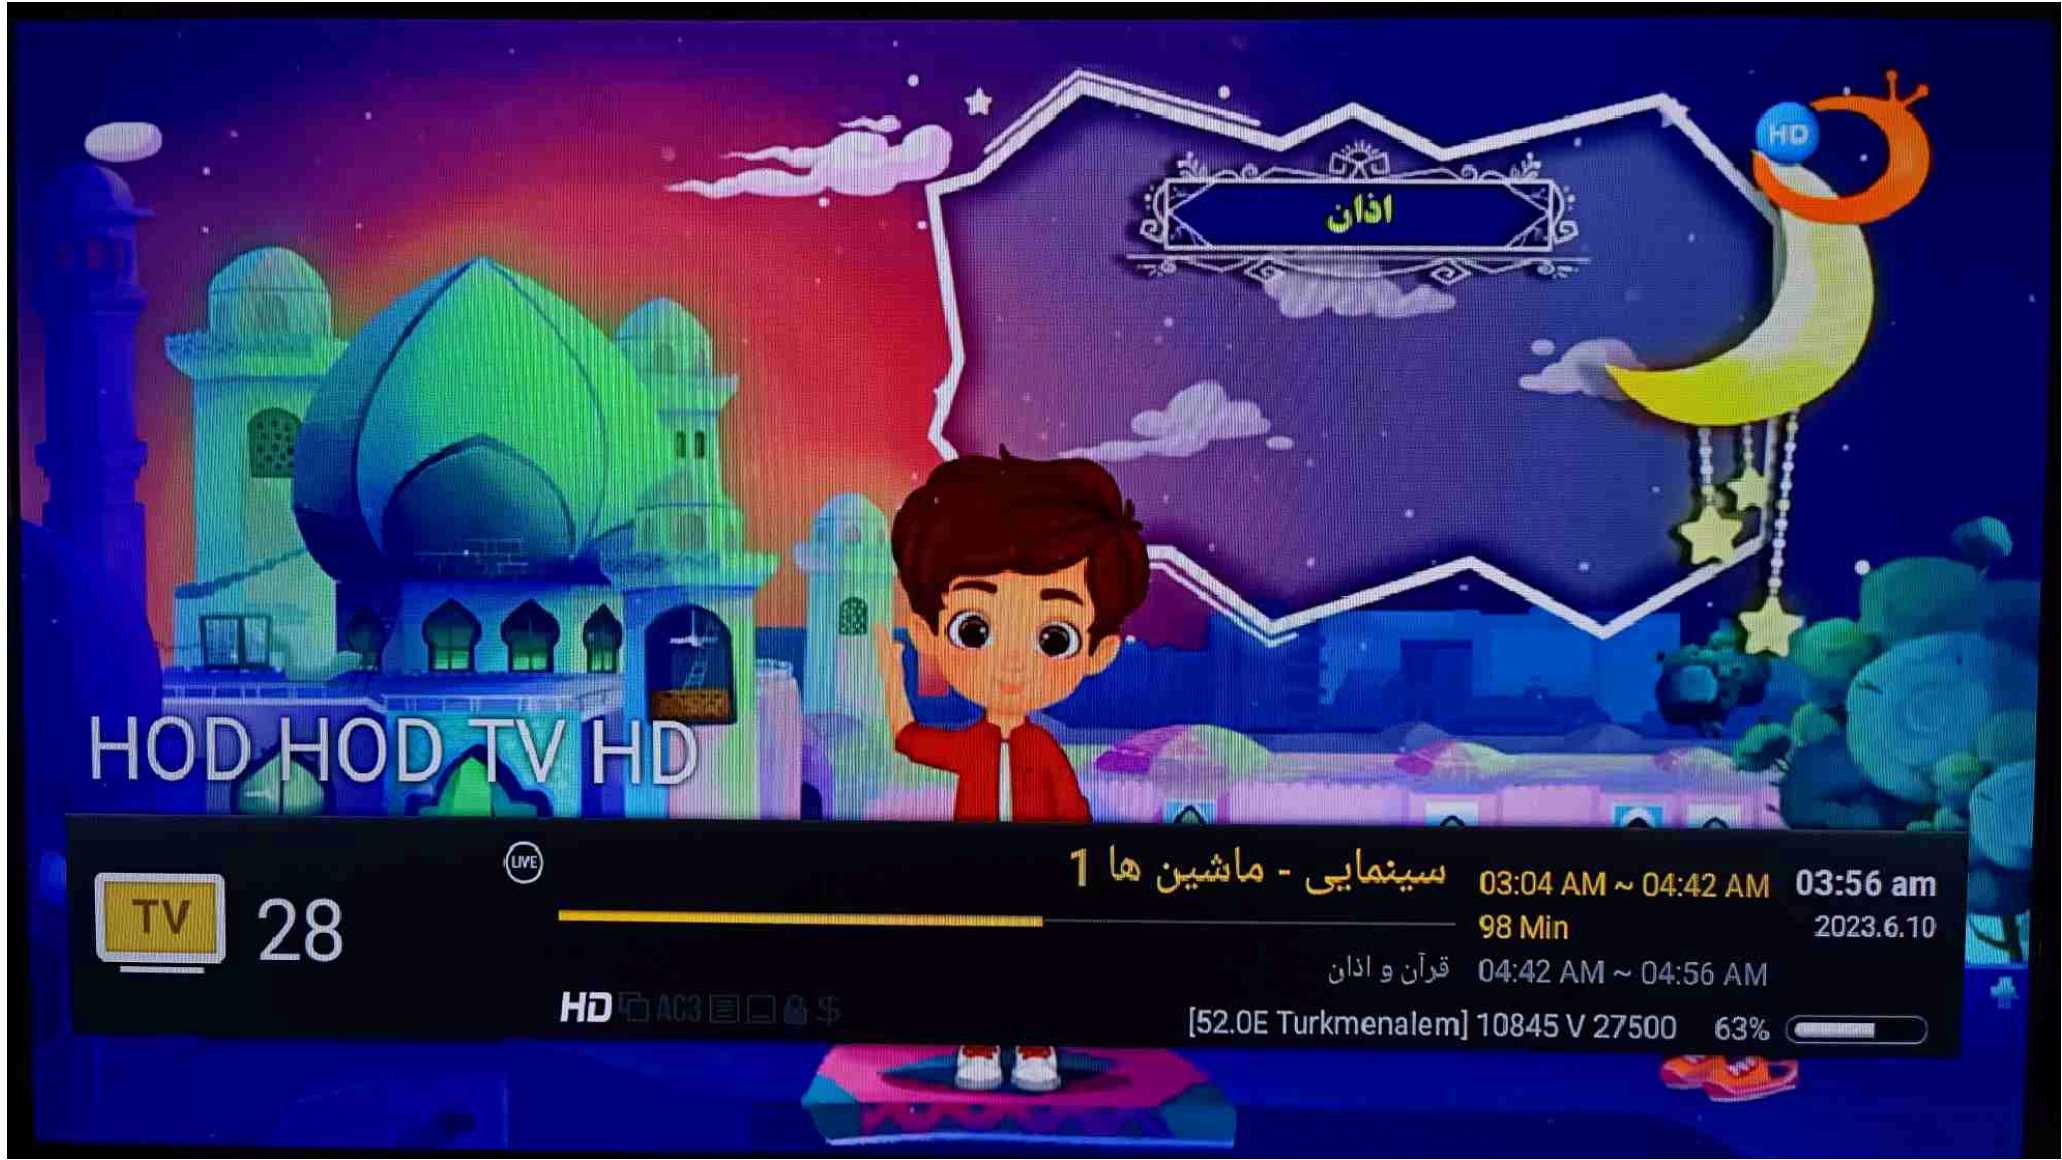 HD
اذان
HOD HOD TV HD
TV
28
LIVE
سینمایی - ماشین ها 1
03:04 AM ~ 04:42 AM
03:56 am
98 Min
2023.6.10
قرآن و اذان
04:42 AM ~ 04:56 AM
HD
AC3
$
[52.0E Turkmenalem] 10845 V 27500
63%